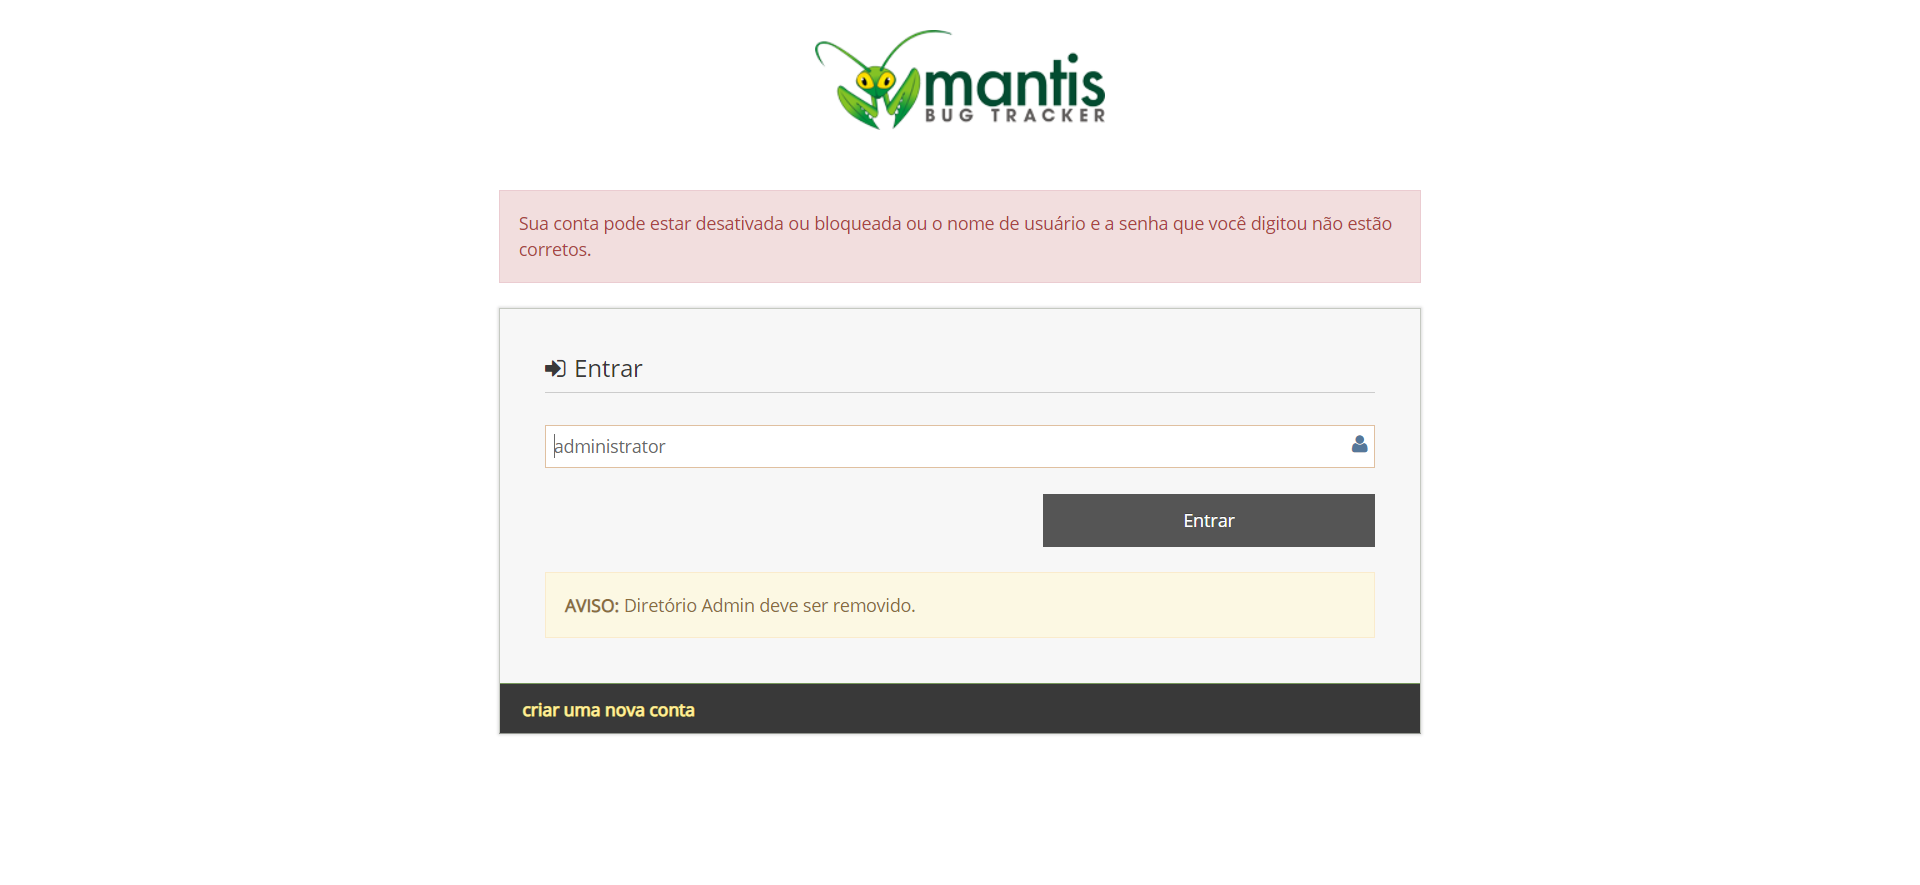 mantis
BUG TRACKER
Sua conta pode estar desativada ou bloqueada ou o nome de usuário e a senha que você digitou não estão
corretos.
Entrar
administrator
Entrar
AVISO: Diretório Admin deve ser removido.
criar uma nova conta